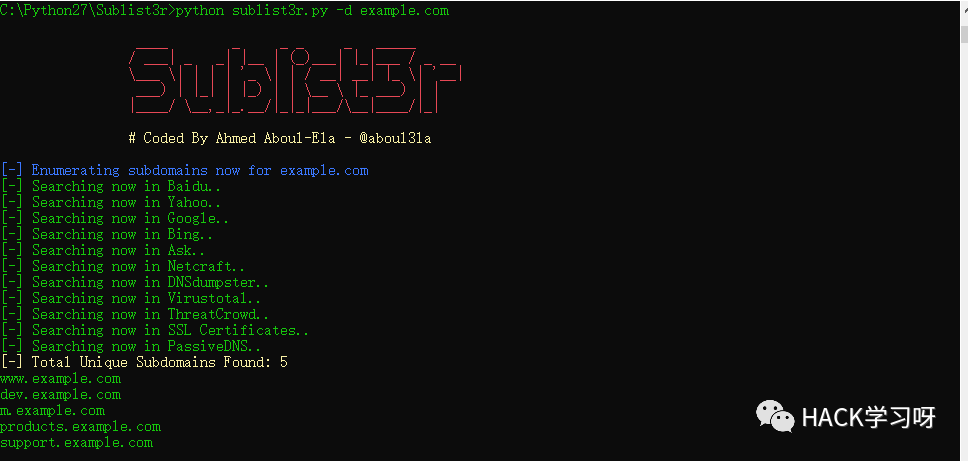 C:\Python27\Sublist3r>python sublist3r.py -d example.com
Sublist3r
# Coded By Ahmed Aboul-Ela - @aboul3la
[-] Enumerating subdomains now for example.com
[-] Searching now in Baidu..
[-] Searching now in Yahoo..
[-] Searching now in Google..
[-] Searching now in Bing..
[-] Searching now in Ask..
[-] Searching now in Netcraft..
[-] Searching now in DNSdumpster..
[-] Searching now in Virustotal..
[-] Searching now in ThreatCrowd..
[-] Searching now in SSL Certificates..
[-] Searching now in PassiveDNS..
[-] Total Unique Subdomains Found: 5
www.example.com
dev.example.com
m.example.com
products.example.com
support.example.com
HACK学习呀